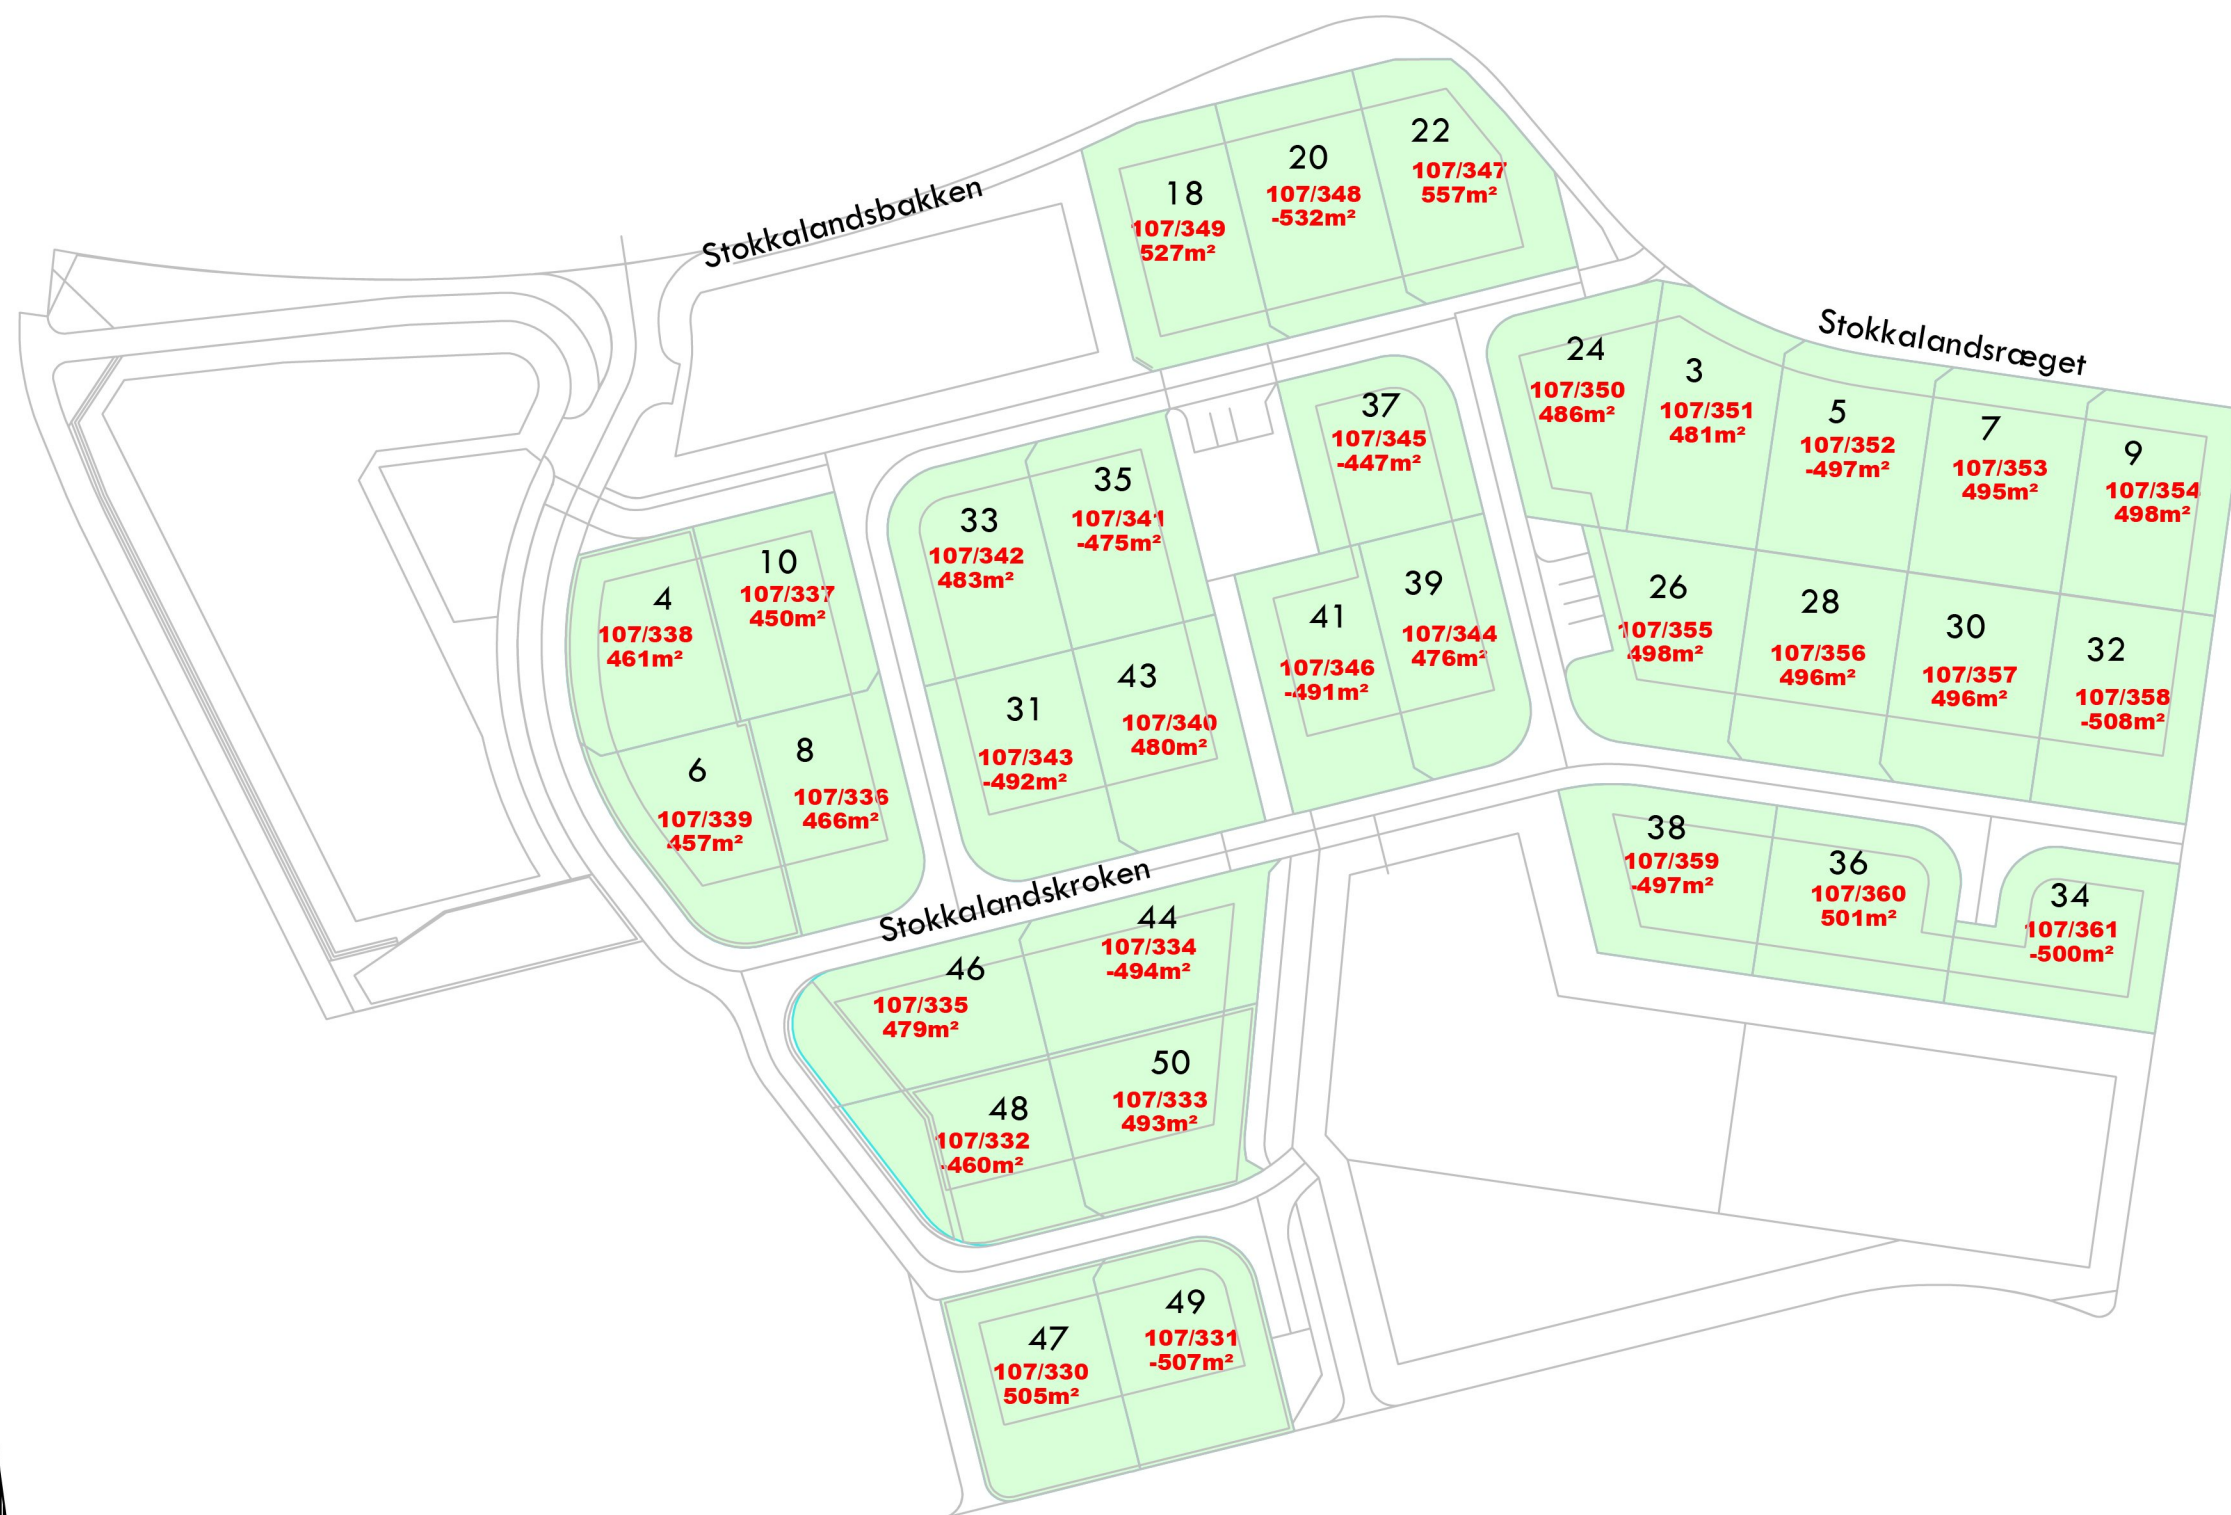 Stokkalandsbakken
18
107/349
527m²
20
107/348
-532m²
22
107/347
557m²
Stokkalandsræget
24
107/350
486m²
3
107/351
481m²
5
107/352
-497m²
7
107/353
495m²
9
107/354
498m²
37
107/345
-447m²
33
107/342
483m²
35
107/341
-475m²
4
107/338
461m²
10
107/337
450m²
41
107/346
-491m²
39
107/344
476m²
26
107/355
498m²
28
107/356
496m²
30
107/357
496m²
32
107/358
-508m²
6
107/339
457m²
8
107/336
466m²
31
107/343
-492m²
43
107/340
480m²
38
107/359
-497m²
36
107/360
501m²
34
107/361
-500m²
Stokkalandskroken
46
107/335
479m²
44
107/334
-494m²
48
107/332
-460m²
50
107/333
493m²
47
107/330
505m²
49
107/331
-507m²